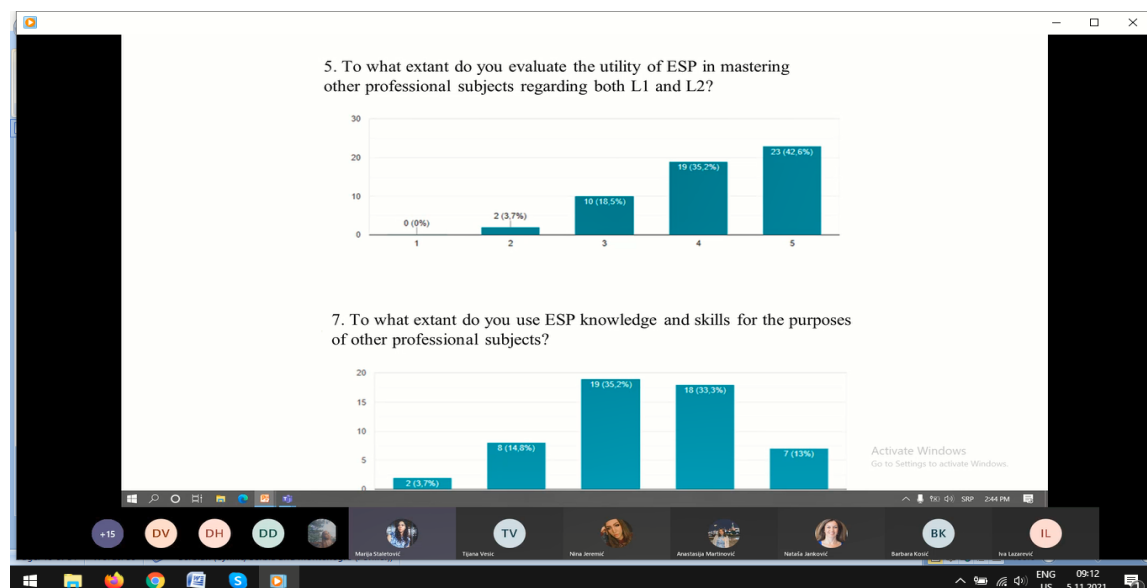 5. To what extant do you evaluate the utility of ESP in mastering
other professional subjects regarding both L1 and L2?
30
20
10
0
0 (0%)
2 (3,7%)
10 (18,5%)
19 (35,2%)
23 (42,6%)
1
2
3
4
5
7. To what extant do you use ESP knowledge and skills for the purposes
of other professional subjects?
20
15
10
5
0
2 (3,7%)
8 (14,8%)
19 (35,2%)
18 (33,3%)
7 (13%)
Activate Windows
Go to Settings to activate Windows.
SRP 2:44 PM
+15
DV
DH
DD
Marija Stašetović
TV
Tijana Vesić
Nina Jeremić
Anastasija Martinović
Nataša Janković
BK
Barbara Kosić
IL
Iva Lazarević
ENG 09:12
US 5.11.2021